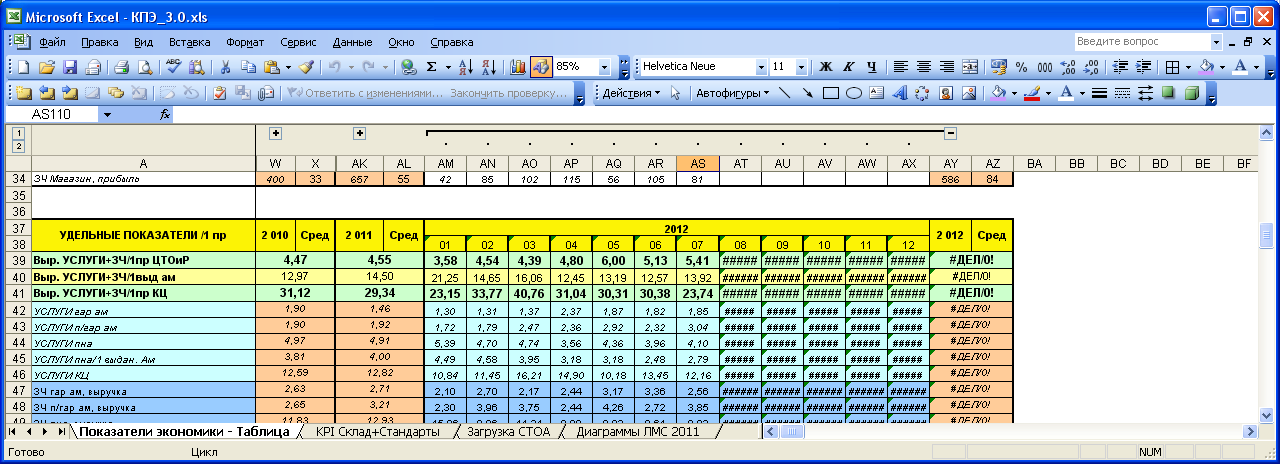 Microsoft Excel - КПЭ_3.0.xls
Файл Правка Вид Вставка Формат Сервис Данные Окно Справка Введите вопрос
85% Helvetica Neue 11 Ж К Ч % 000
Ответить с изменениями... Закончить проверку... Действия Автофигуры
AS110 fx
1
2
A W X AK AL AM AN AO AP AQ AR AS AT AU AV AW AX AY AZ BA BB BC BD BE BF
34 ЗЧ Магазин, прибыль 400 33 657 55 42 85 102 115 56 105 81 586 84
35
36
37 УДЕЛЬНЫЕ ПОКАЗАТЕЛИ /1 пр 2 010 Сред 2 011 Сред 2012 2 012 Сред
38 01 02 03 04 05 06 07 08 09 10 11 12
39 Выр. УСЛУГИ+ЗЧ/1пр ЦТОиР 4,47 4,55 3,58 4,54 4,39 4,80 6,00 5,13 5,41 ##### ##### ##### ##### ##### #ДЕЛ/0!
40 Выр. УСЛУГИ+ЗЧ/1выд ам 12,97 14,50 21,25 14,65 16,06 12,45 13,19 12,57 13,92 ##### ##### ##### ##### ##### #ДЕЛ/0!
41 Выр. УСЛУГИ+ЗЧ/1пр КЦ 31,12 29,34 23,15 33,77 40,76 31,04 30,31 30,38 23,74 ##### ##### ##### ##### ##### #ДЕЛ/0!
42 УСЛУГИ гар ам 1,90 1,46 1,30 1,31 1,37 2,37 1,87 1,82 1,85 ##### ##### ##### ##### ##### #ДЕЛ/0!
43 УСЛУГИ п/гар ам 1,90 1,92 1,72 1,79 2,47 2,36 2,92 2,32 3,04 ##### ##### ##### ##### ##### #ДЕЛ/0!
44 УСЛУГИ пна 4,97 4,91 5,39 4,70 4,74 3,56 4,36 3,96 4,10 ##### ##### ##### ##### ##### #ДЕЛ/0!
45 УСЛУГИ пна/1 выдан. Ам 3,81 4,00 4,49 4,58 3,95 3,18 3,18 2,48 2,79 ##### ##### ##### ##### ##### #ДЕЛ/0!
46 УСЛУГИ КЦ 12,59 12,82 10,84 11,45 16,21 14,90 10,18 13,45 12,16 ##### ##### ##### ##### ##### #ДЕЛ/0!
47 ЗЧ гар ам, выручка 2,63 2,71 2,10 2,70 2,17 2,44 3,17 3,36 2,56 ###### ###### ###### ###### ###### #ДЕЛ/0!
48 ЗЧ п/гар ам, выручка 2,65 3,21 2,30 3,96 3,75 2,44 4,26 2,72 3,85 ###### ###### ###### ###### ###### #ДЕЛ/0!
Показатели экономики - Таблица KPI Склад+Стандарты Загрузка СТОА Диаграммы ЛМС 2011
Готово Цикл NUM